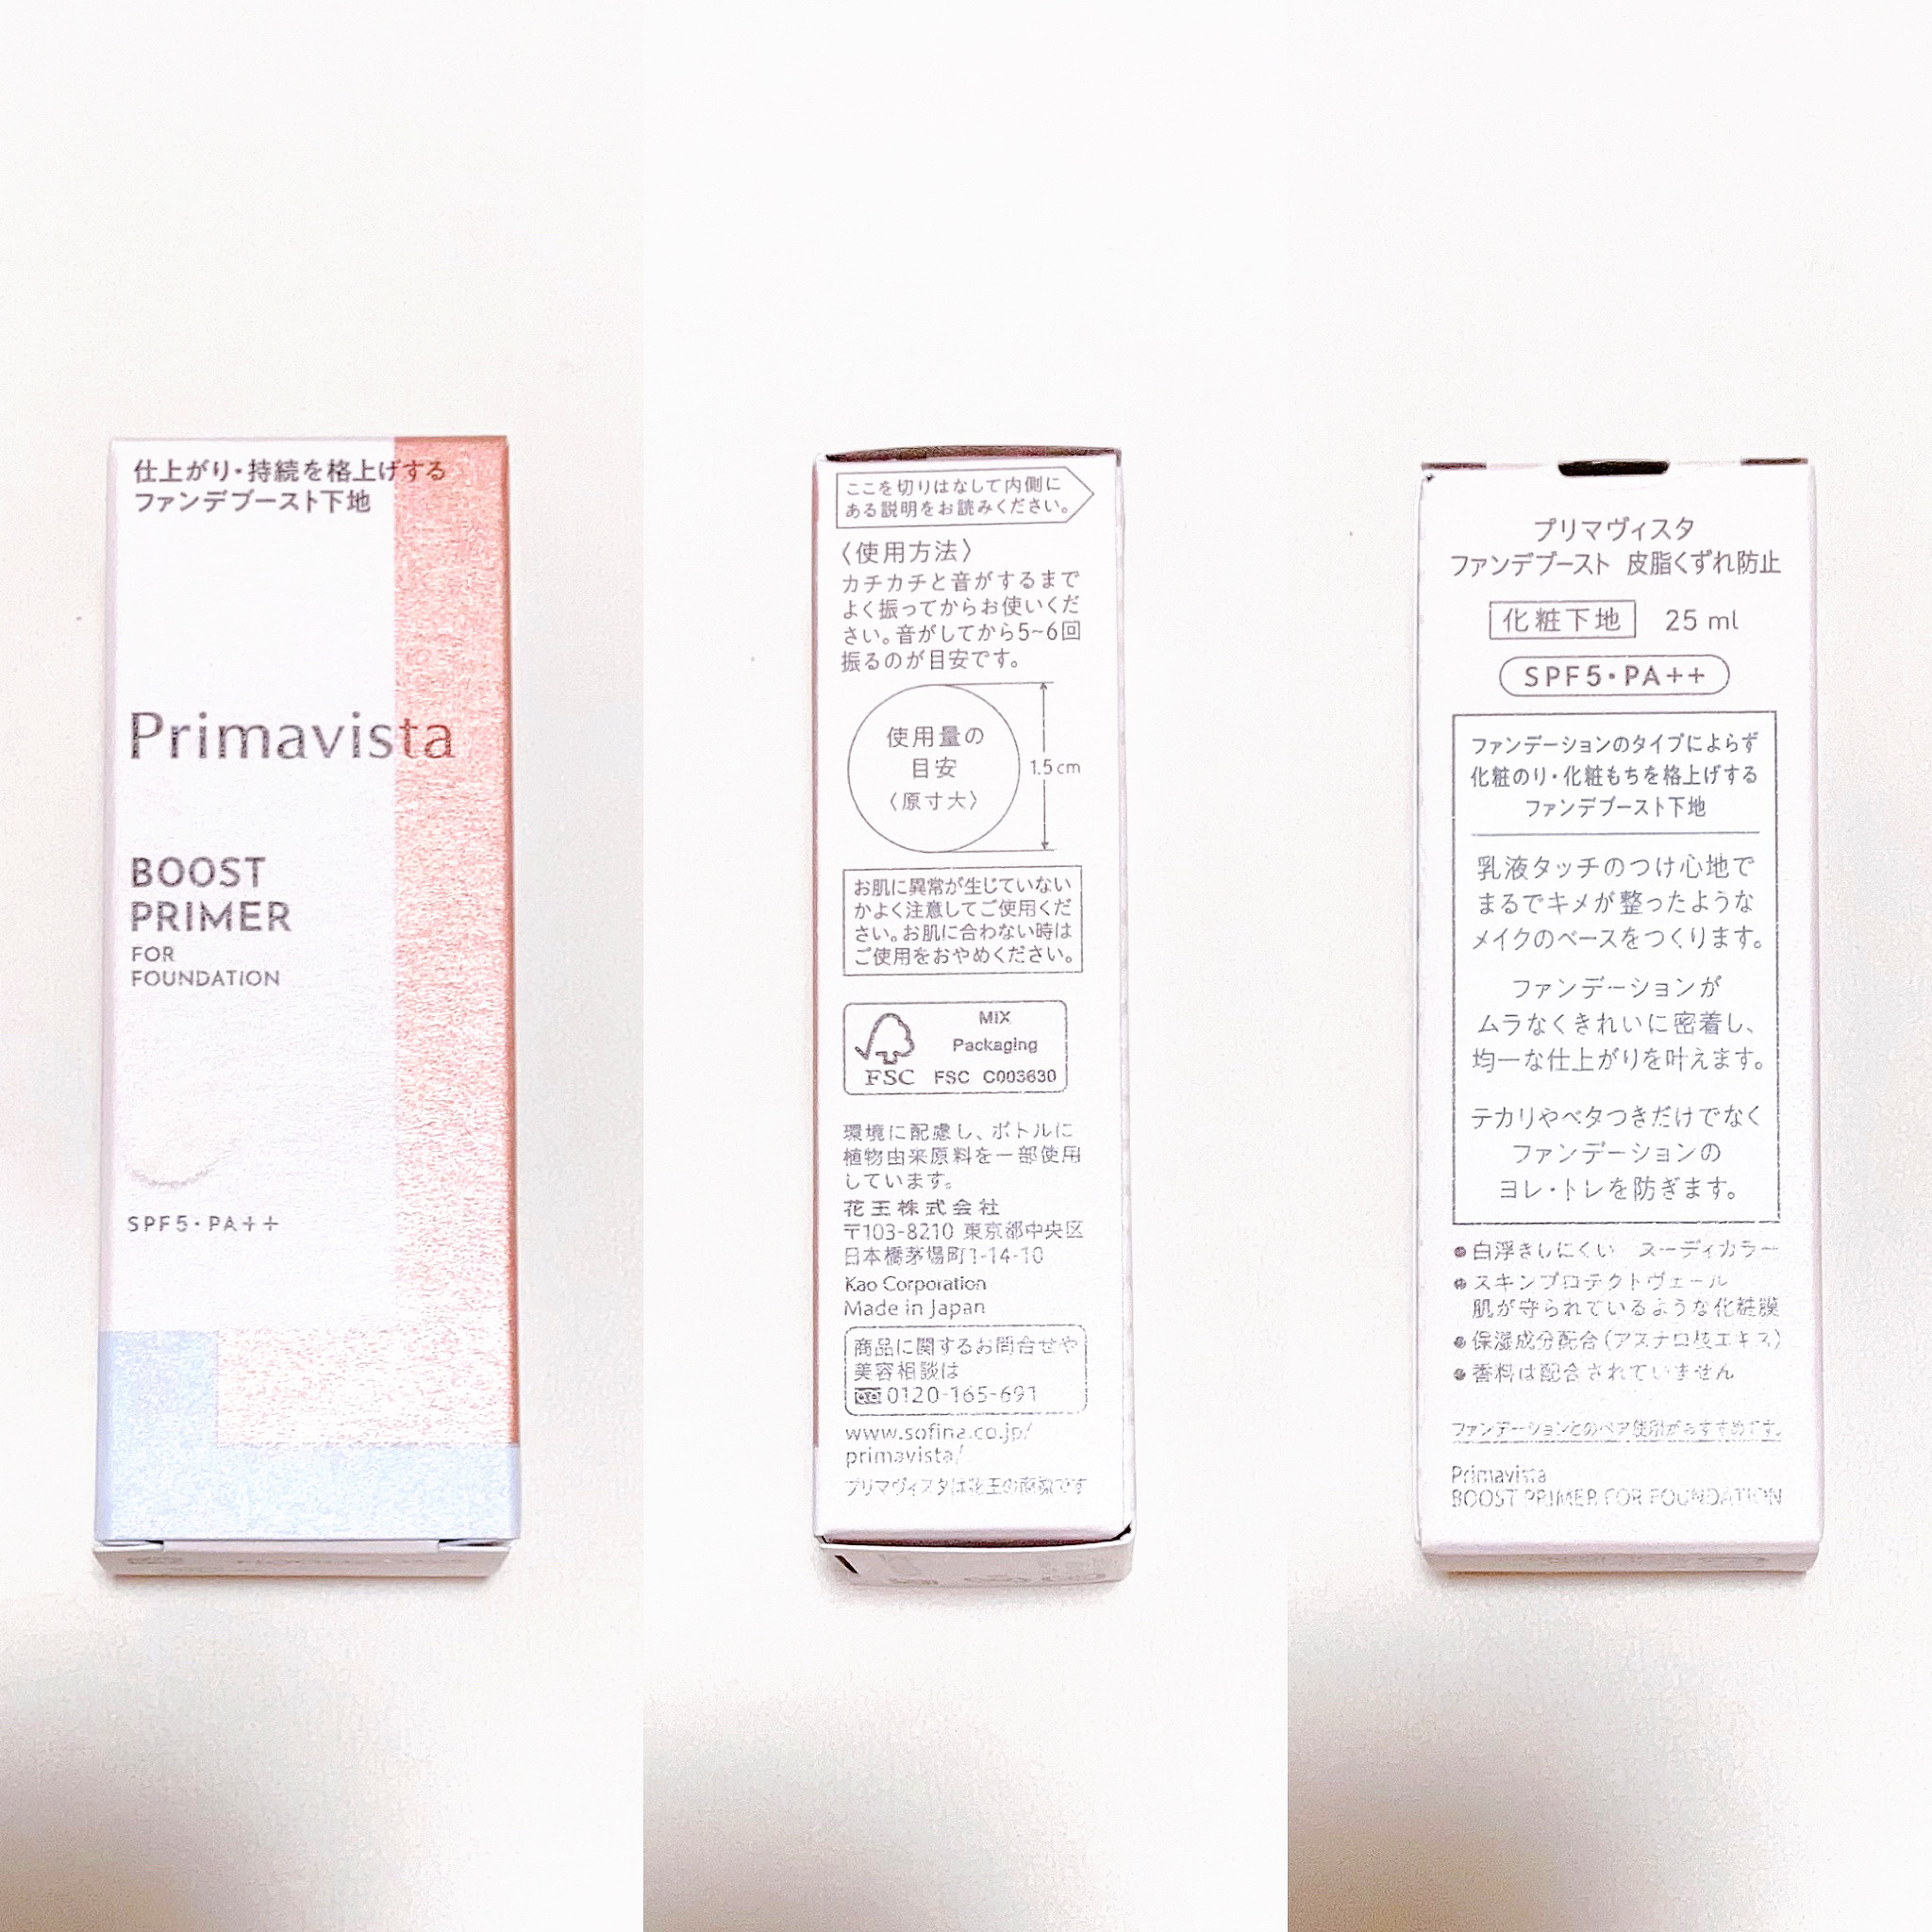 仕上がり・持続を格上げする
ファンデブースト下地
Primavista
BOOST
PRIMER
FOR
FOUNDATION
SPF5・PA++
ここを切りはなして内側に
ある説明をお読みください。
〈使用方法〉
カチカチと音がするまで
よく振ってからお使いくだ
さい。音がしてから5~6回
振るのが目安です。
使用量の
目安
〈原寸大〉
1.5cm
お肌に異常が生じていない
かよく注意してご使用くだ
さい。お肌に合わない時は
ご使用をおやめください。
MIX
Packaging
FSC FSC C003630
環境に配慮し、ボトルに
植物由来原料を一部使用
しています。
花王株式会社
〒103-8210 東京都中央区
日本橋茅場町1-14-10
Kao Corporation
Made in Japan
商品に関するお問合せや
美容相談は
0120-165-691
www.sofina.co.jp/
primavista/
プリマヴィスタは花王の商標です
プリマヴィスタ
ファンデブースト 皮脂くずれ防止
化粧下地 25 ml
SPF5・PA++
ファンデーションのタイプによらず
化粧のり・化粧もちを格上げする
ファンデブースト下地
乳液タッチのつけ心地で
まるでキメが整ったような
メイクのベースをつくります。
ファンデーションが
ムラなくきれいに密着し、
均一な仕上がりを叶えます。
テカリやベタつきだけでなく
ファンデーションの
ヨレ・トレを防ぎます。
●白浮きしにくい ヌーディカラー
●スキンプロテクトヴェール
肌が守られているような化粧膜
●保湿成分配合(アスナロ枝エキス)
●香料は配合されていません
ファンデーションとのペア使用がおすすめです。
Primavista
BOOST PRIMER FOR FOUNDATION